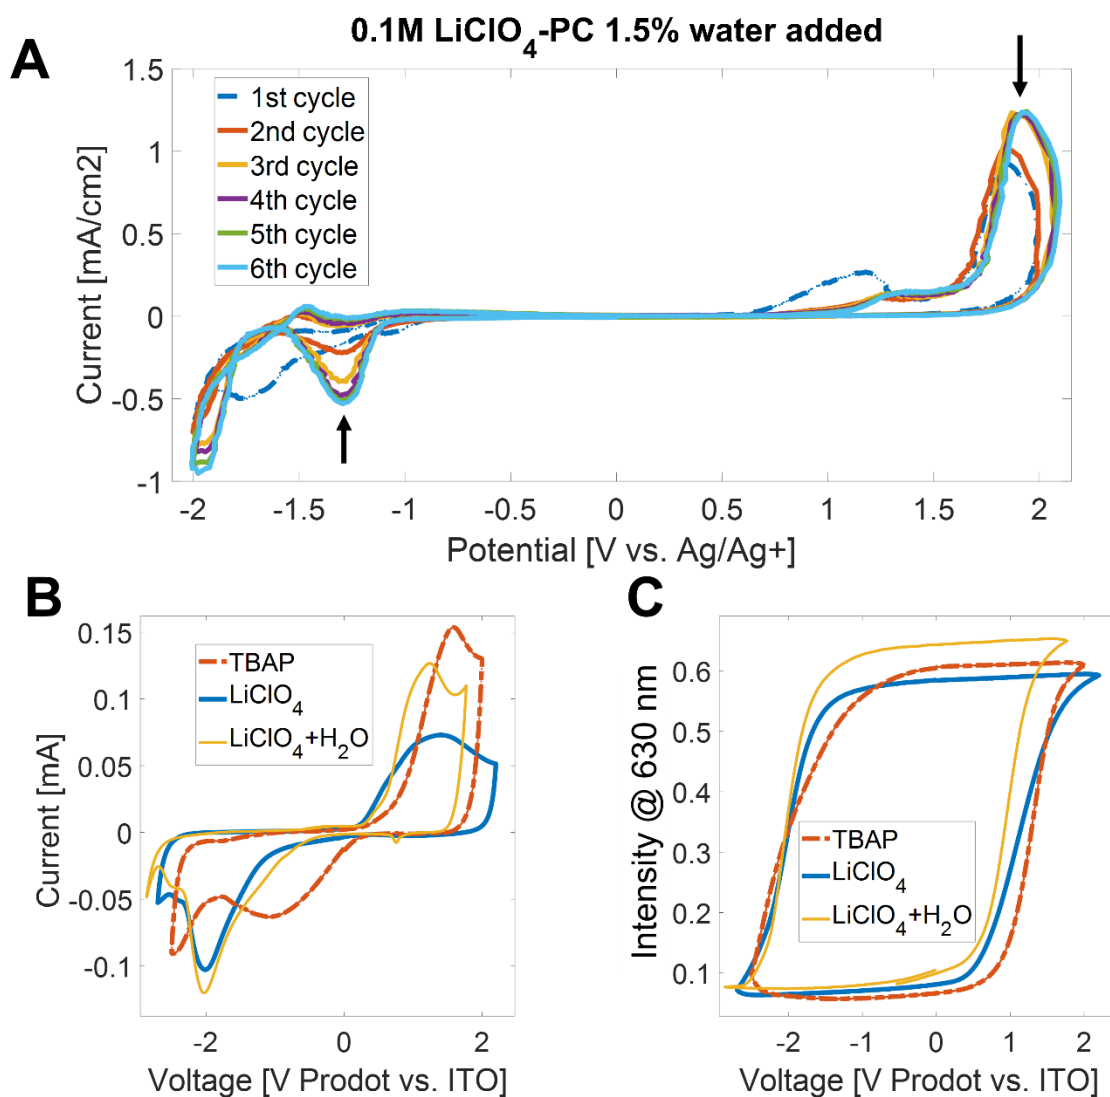 0.1M LiClO4-PC 1.5% water added
A
1.5
1
0.5
0
-0.5
-1
Current [mA/cm2]
1st cycle
2nd cycle
3rd cycle
4th cycle
5th cycle
6th cycle
-2
-1.5
-1
-0.5
0
0.5
1
1.5
2
Potential [V vs. Ag/Ag+]
B
0.15
0.1
0.05
0
-0.05
-0.1
Current [mA]
TBAP
LiClO4
LiClO4+H2O
-2
0
2
Voltage [V Prodot vs. ITO]
C
0.6
0.5
0.4
0.3
0.2
0.1
Intensity @ 630 nm
TBAP
LiClO4
LiClO4+H2O
-2
-1
0
1
2
Voltage [V Prodot vs. ITO]